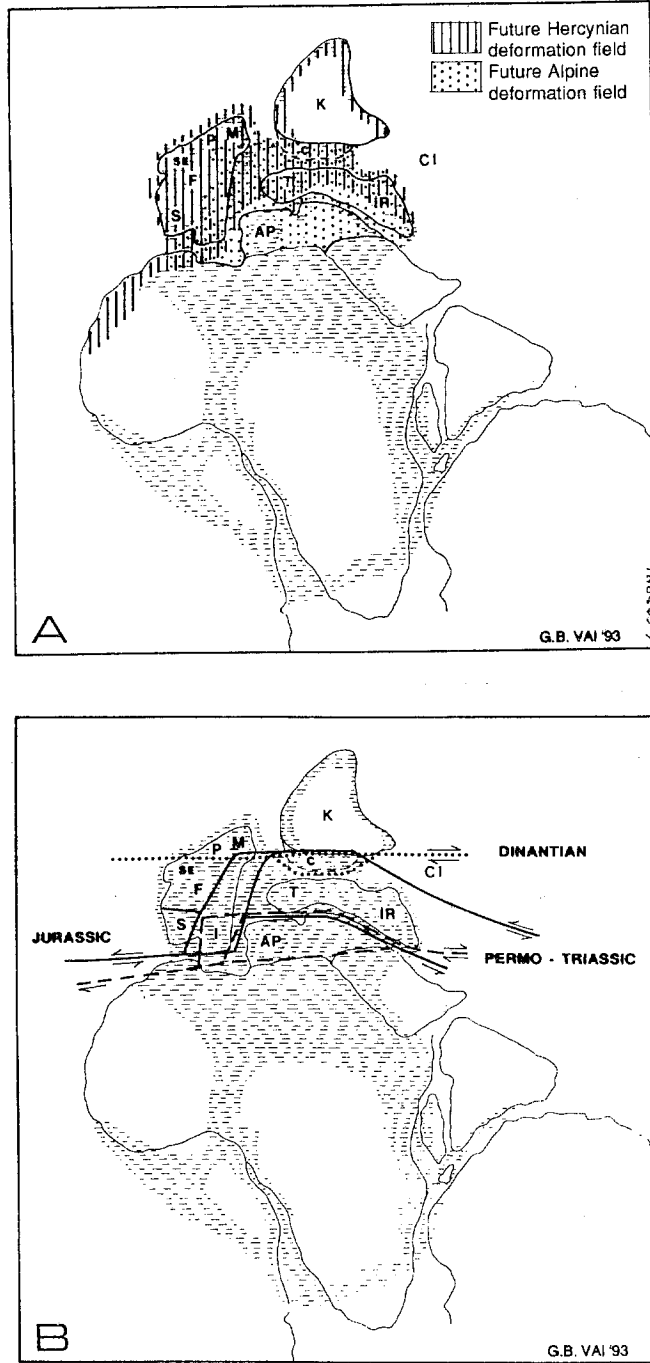 Future Hercynian
deformation field
Future Alpine
deformation field
K
P M
SE
F
C
CI
T
IR
S
AP
A
G.B. VAI '93
K
P M
C
SE
CI
DINANTIAN
F
T
IR
S
I
JURASSIC
AP
PERMO - TRIASSIC
B
G.B. VAI '93